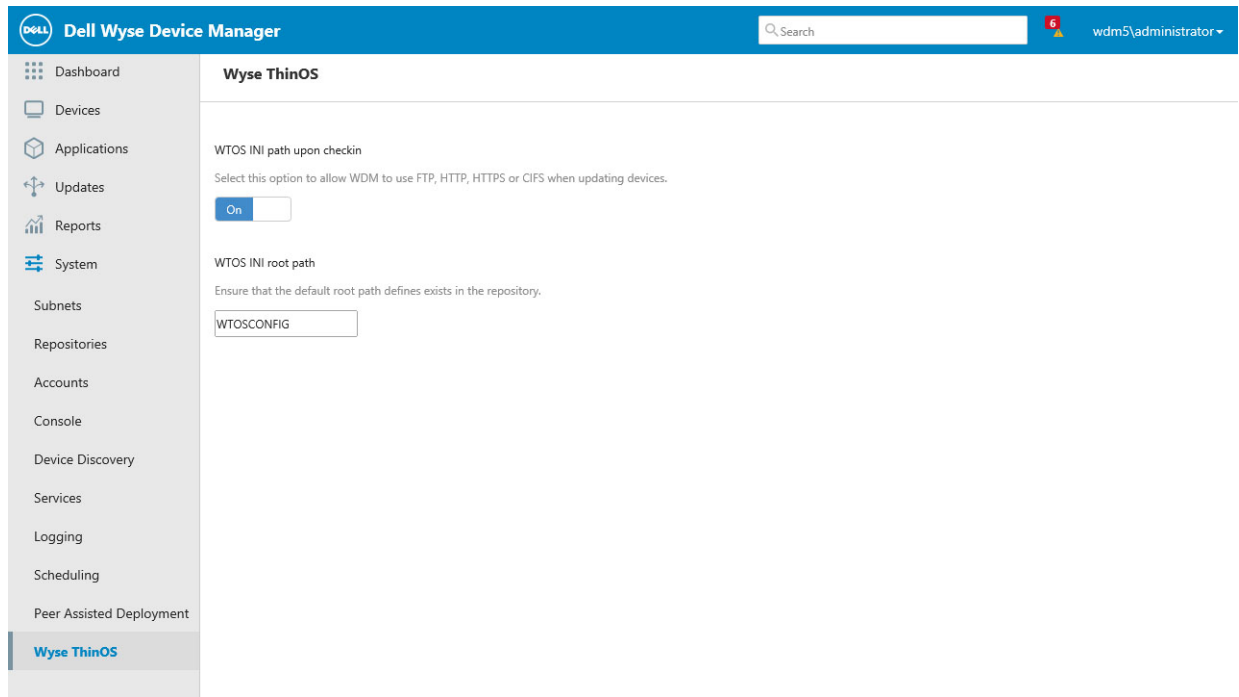 DELL
Dell Wyse Device Manager
Search
6
wdm5\administrator
Dashboard
Devices
Applications
Updates
Reports
System
Subnets
Repositories
Accounts
Console
Device Discovery
Services
Logging
Scheduling
Peer Assisted Deployment
Wyse ThinOS
Wyse ThinOS
WTOS INI path upon checkin
Select this option to allow WDM to use FTP, HTTP, HTTPS or CIFS when updating devices.
On
WTOS INI root path
Ensure that the default root path defines exists in the repository.
WTOSCONFIG